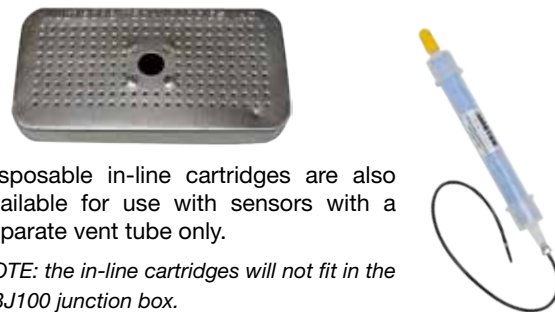 sposable in-line cartridges are also
ailable for use with sensors with a
parate vent tube only.
OTE: the in-line cartridges will not fit in the
BJ100 junction box.